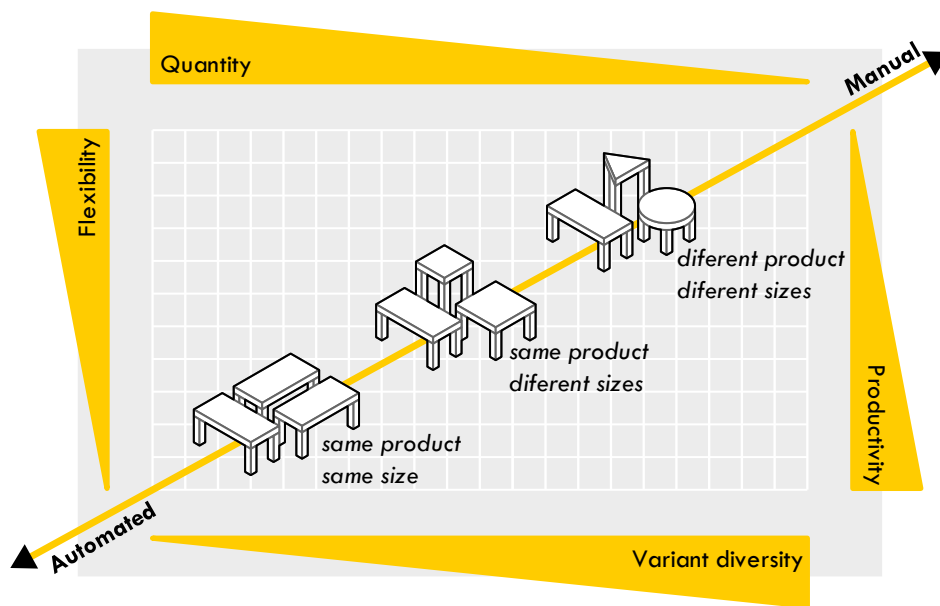 Quantity
Manual
Flexibility
diferent product
diferent sizes
same product
diferent sizes
Productivity
same product
same size
Automated
Variant diversity